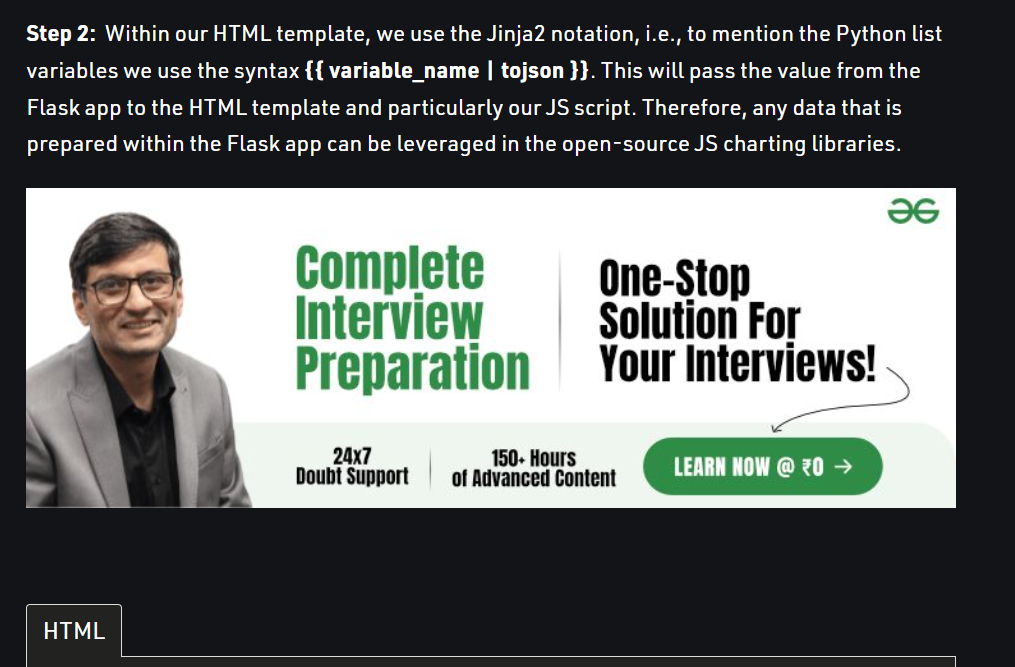 Step 2: Within our HTML template, we use the Jinja2 notation, i.e., to mention the Python list
variables we use the syntax {{ variable_name | tojson }}. This will pass the value from the
Flask app to the HTML template and particularly our JS script. Therefore, any data that is
prepared within the Flask app can be leveraged in the open-source JS charting libraries.
Complete
Interview
Preparation
One-Stop
Solution For
Your Interviews!
24x7
Doubt Support
150+ Hours
of Advanced Content
LEARN NOW @ ₹0 →
HTML